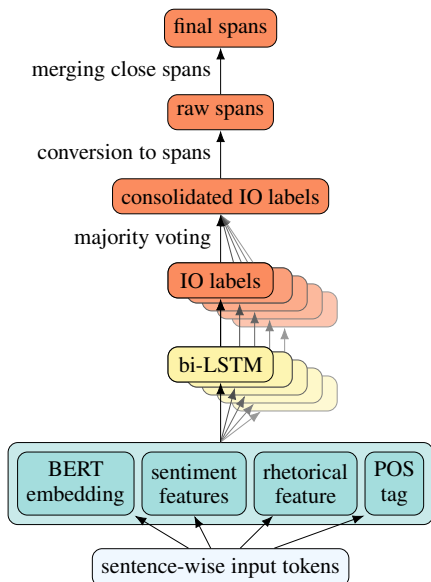 final spans
merging close spans
raw spans
conversion to spans
consolidated IO labels
majority voting
IO labels
bi-LSTM
BERT
embedding
sentiment
features
rhetorical
feature
POS
tag
sentence-wise input tokens